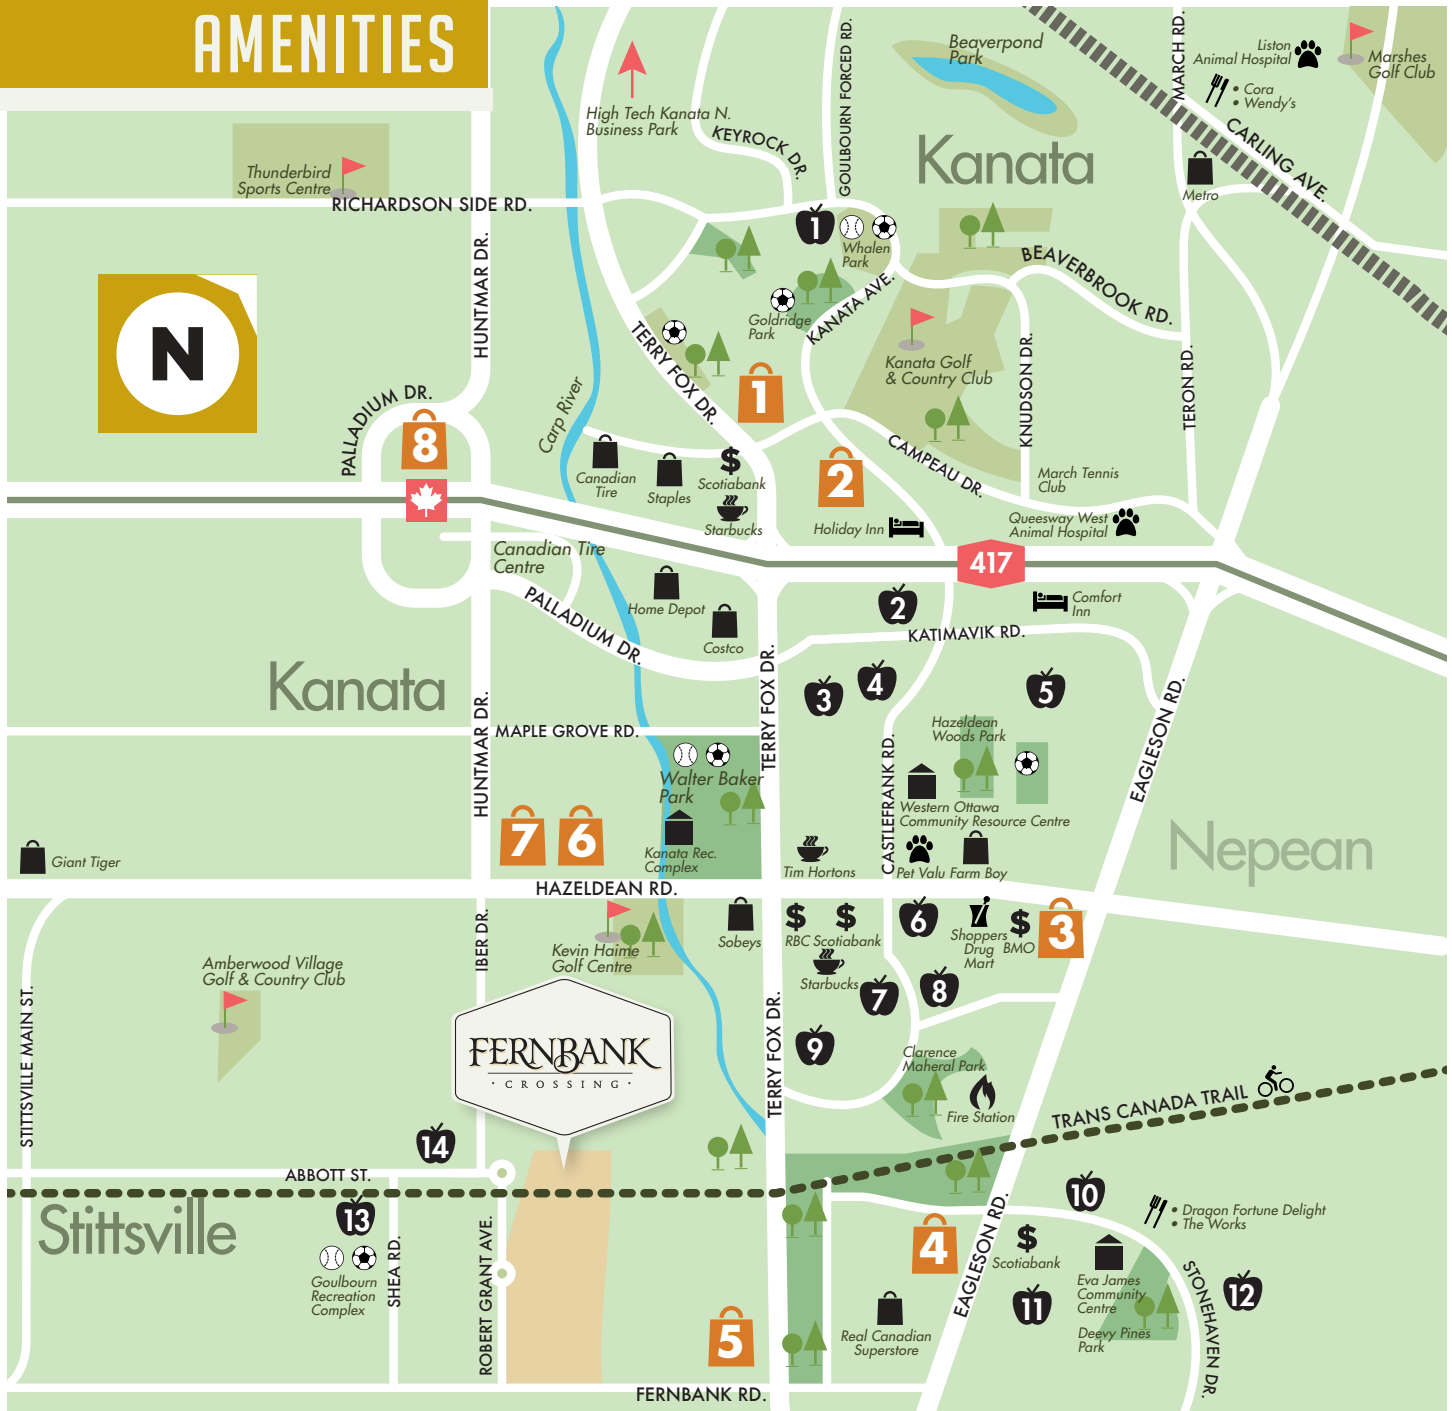 AMENITIES
High Tech Kanata N.
Business Park
KEYROCK DR.
GOULBOURN FORCED RD.
Beaverpond
Park
MARCH RD.
Liston
Animal Hospital
Marshes
Golf Club
• Cora
• Wendy's
CARLING AVE.
Kanata
Metro
Thunderbird
Sports Centre
RICHARDSON SIDE RD.
HUNTMAR DR.
1
Whalen
Park
BEAVERBROOK RD.
N
Goldridge
Park
KANATA AVE.
TERRY FOX DR.
Kanata Golf
& Country Club
KNUDSON DR.
TERON RD.
PALLADIUM DR.
8
Carp River
1
Canadian
Tire
Staples
Scotiabank
Starbucks
2
CAMPEAU DR.
March Tennis
Club
Holiday Inn
Queesway West
Animal Hospital
417
Canadian Tire
Centre
PALLADIUM DR.
Home Depot
Costco
2
Comfort
Inn
KATIMAVIK RD.
Kanata
TERRY FOX DR.
3
4
5
EAGLESON RD.
HUNTMAR DR.
MAPLE GROVE RD.
Hazeldean
Woods Park
Walter Baker
Park
CASTLEFRANK RD.
Western Ottawa
Community Resource Centre
7
6
Kanata Rec.
Complex
Nepean
Giant Tiger
Tim Hortons
Pet Valu
Farm Boy
HAZELDEAN RD.
IBER DR.
Kevin Haime
Golf Centre
Sobeys
RBC
Scotiabank
6
Shoppers
Drug
Mart
BMO
3
Starbucks
7
8
Amberwood Village
Golf & Country Club
STITTSVILLE MAIN ST.
FERNBANK
• CROSSING •
TERRY FOX DR.
9
Clarence
Maheral Park
Fire Station
TRANS CANADA TRAIL
14
ABBOTT ST.
Stittsville
13
Goulbourn
Recreation
Complex
SHEA RD.
ROBERT GRANT AVE.
10
• Dragon Fortune Delight
• The Works
4
EAGLESON RD.
Scotiabank
Eva James
Community
Centre
11
12
Deevy Pines
Park
STONEHAVEN DR.
5
Real Canadian
Superstore
FERNBANK RD.